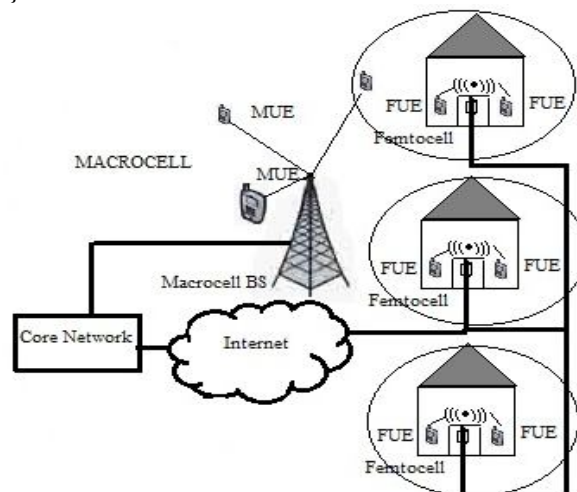 MUE
FUE
FUE
Femtocell
MACROCELL
MUE
FUE
FUE
Macrocell BS
Femtocell
Core Network
Internet
FUE
FUE
Femtocell